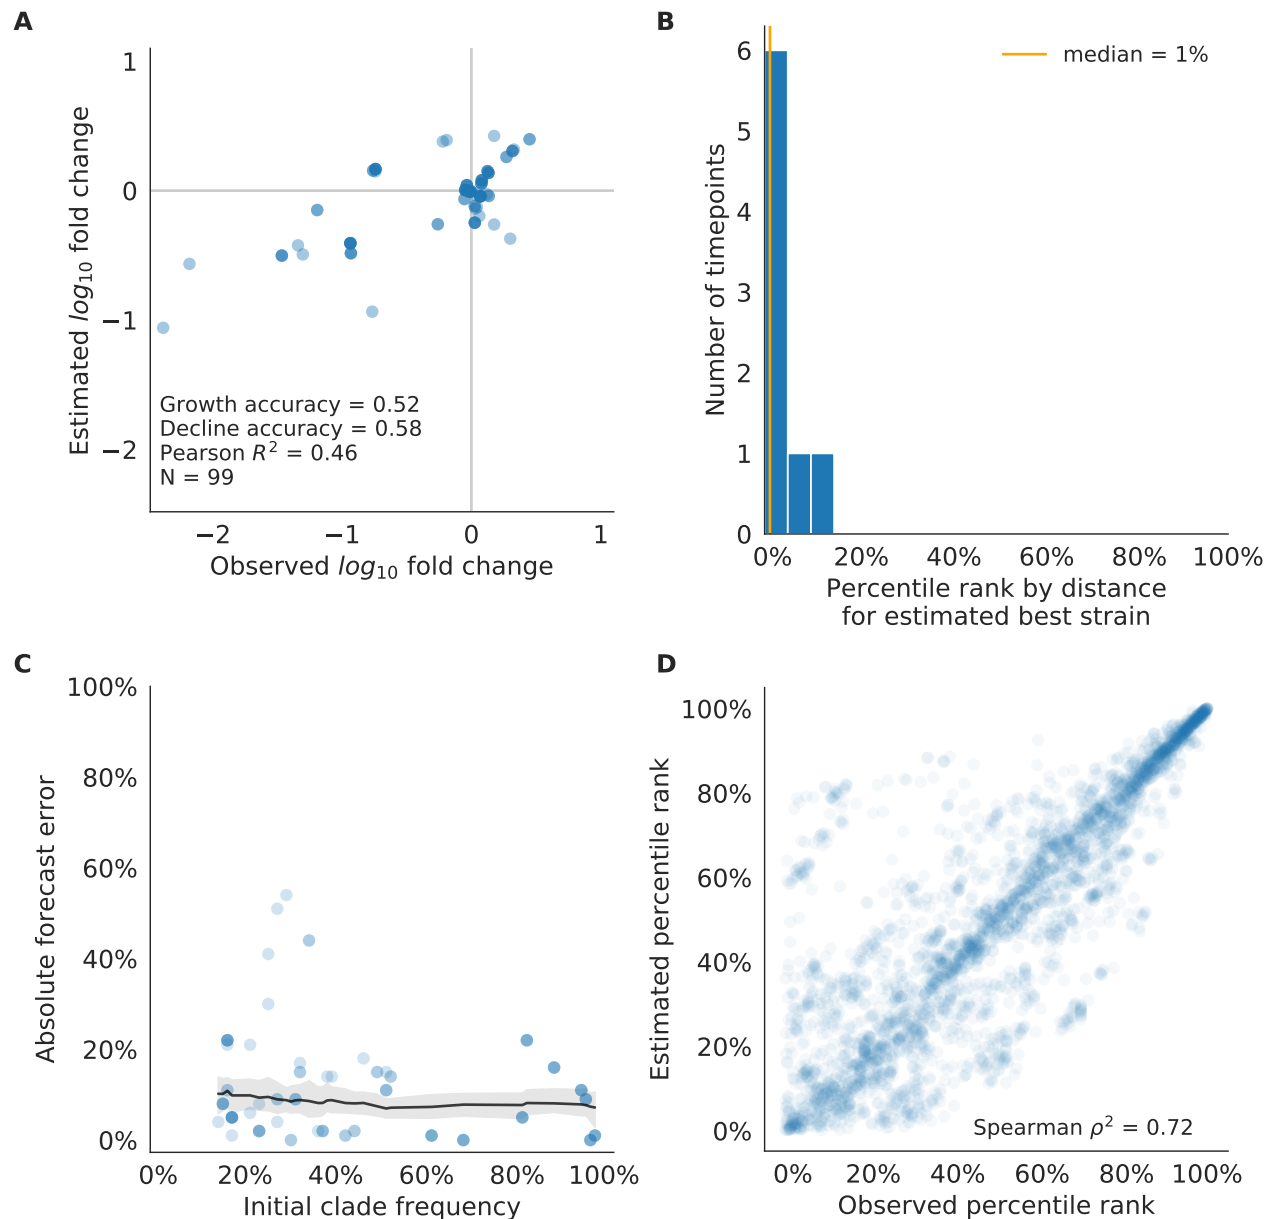 A
Estimated log10 fold change
1
0
−1
−2
Growth accuracy = 0.52
Decline accuracy = 0.58
Pearson R² = 0.46
N = 99
−2 −1 0 1
Observed log10 fold change
B
Number of timepoints
6
5
4
3
2
1
0
median = 1%
0% 20% 40% 60% 80% 100%
Percentile rank by distance
for estimated best strain
C
Absolute forecast error
100%
80%
60%
40%
20%
0%
0% 20% 40% 60% 80% 100%
Initial clade frequency
D
Estimated percentile rank
100%
80%
60%
40%
20%
0%
Spearman ρ² = 0.72
0% 20% 40% 60% 80% 100%
Observed percentile rank